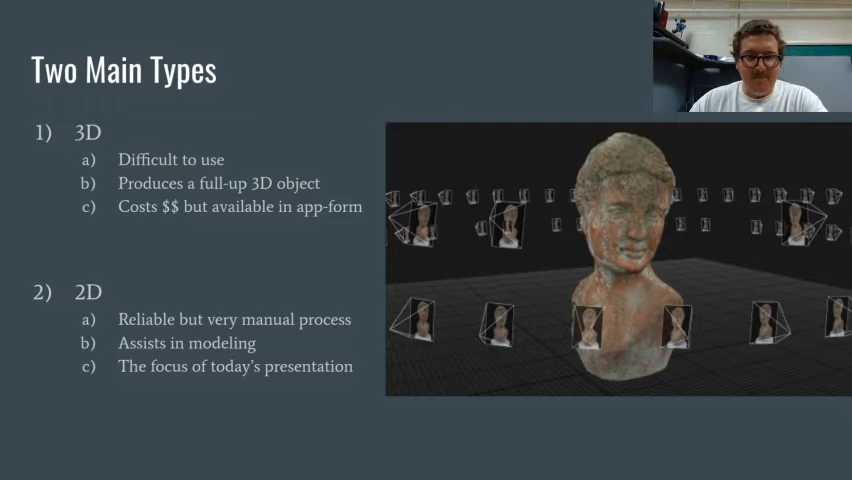 Two Main Types
1) 3D
a) Difficult to use
b) Produces a full-up 3D object
c) Costs $$ but available in app-form
2) 2D
a) Reliable but very manual process
b) Assists in modeling
c) The focus of today's presentation